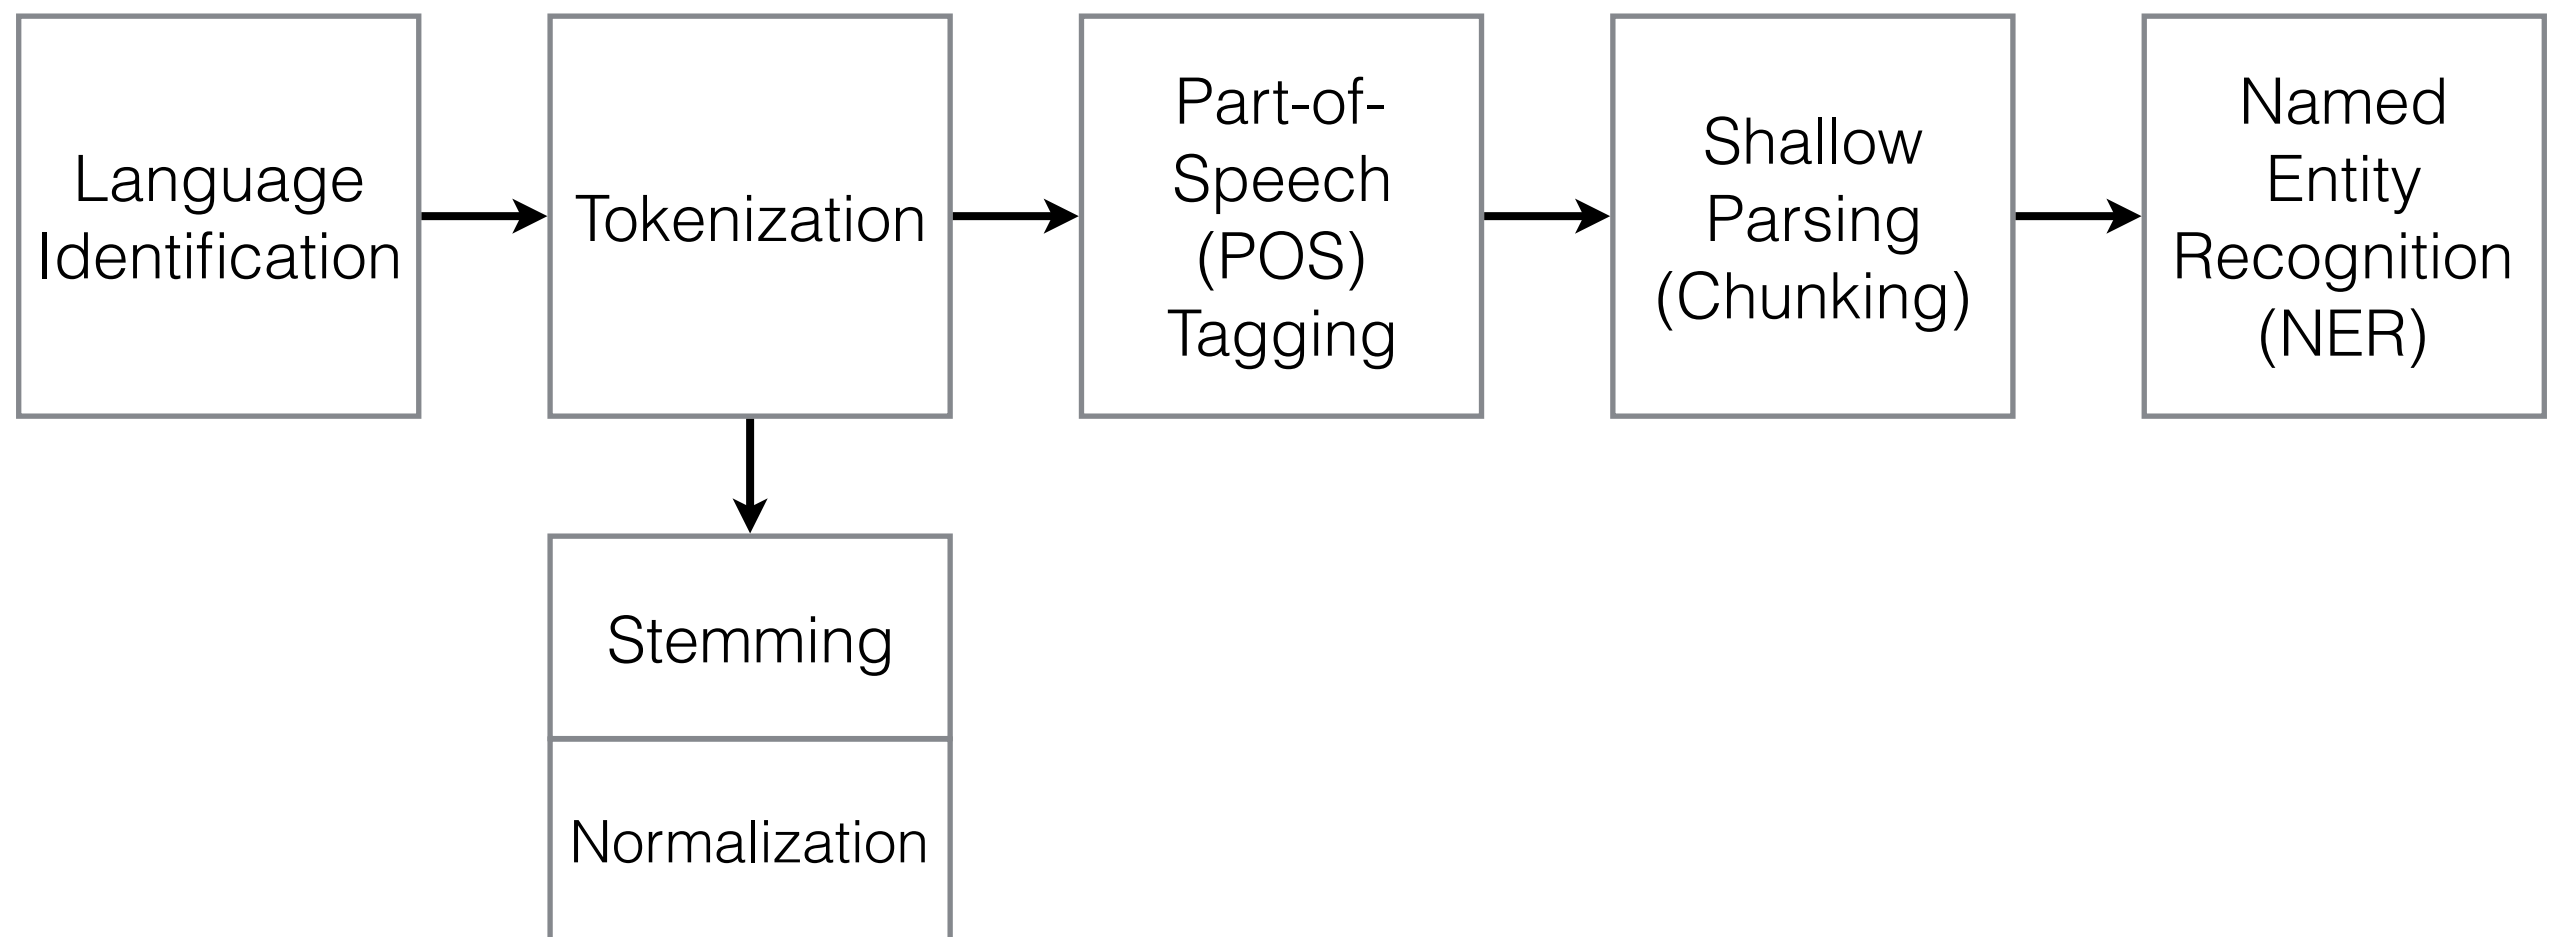 Language
Identification
Tokenization
Part-of-
Speech
(POS)
Tagging
Shallow
Parsing
(Chunking)
Named
Entity
Recognition
(NER)
Stemming
Normalization